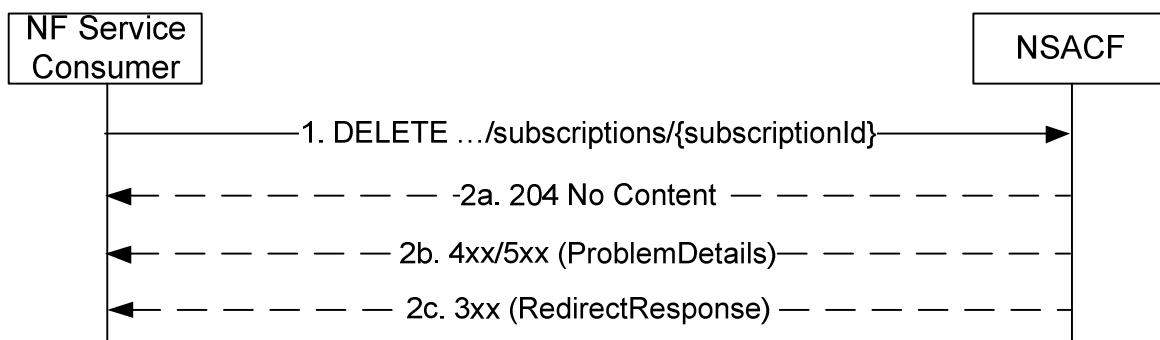 NF Service
Consumer
NSACF
1. DELETE …/subscriptions/{subscriptionId}
2a. 204 No Content
2b. 4xx/5xx (ProblemDetails)
2c. 3xx (RedirectResponse)